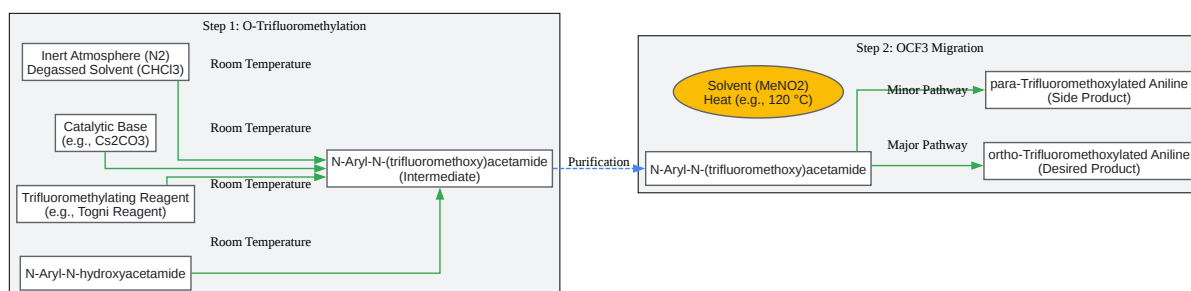 Step 1: O-Trifluoromethylation
Inert Atmosphere (N2)
Degassed Solvent (CHCl3)
Room Temperature
Catalytic Base
(e.g., Cs2CO3)
Room Temperature
Trifluoromethylating Reagent
(e.g., Togni Reagent)
Room Temperature
N-Aryl-N-hydroxyacetamide
Room Temperature
N-Aryl-N-(trifluoromethoxy)acetamide
(Intermediate)
Purification
Step 2: OCF3 Migration
Solvent (MeNO2)
Heat (e.g., 120 °C)
N-Aryl-N-(trifluoromethoxy)acetamide
Minor Pathway
para-Trifluoromethoxylated Aniline
(Side Product)
Major Pathway
ortho-Trifluoromethoxylated Aniline
(Desired Product)